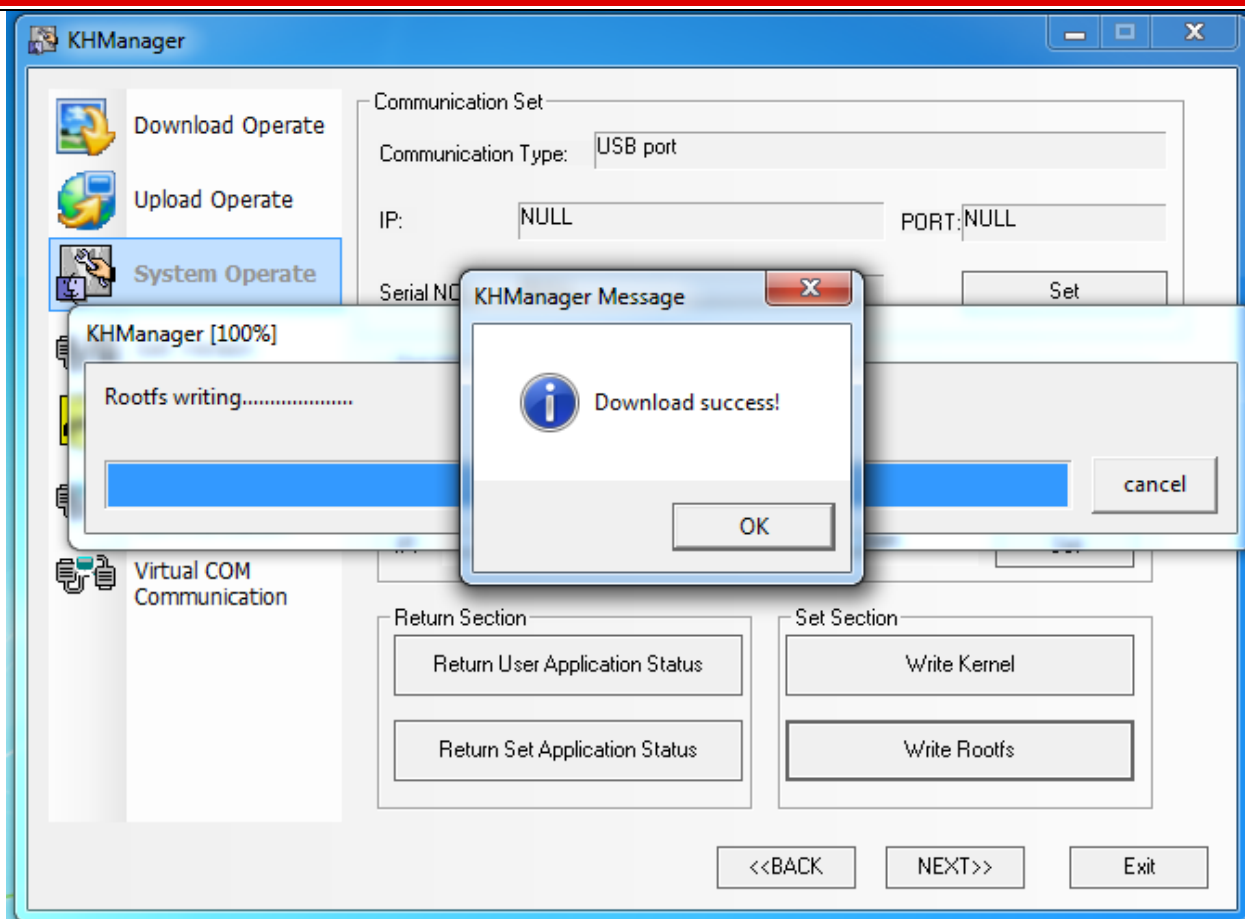 KHManager
Download Operate
Upload Operate
System Operate
Virtual COM
Communication
Communication Set
Communication Type: USB port
IP: NULL PORT: NULL
Serial NO
Set
KHManager [100%]
Rootfs writing....................
cancel
KHManager Message
Download success!
OK
Return Section
Return User Application Status
Return Set Application Status
Set Section
Write Kernel
Write Rootfs
<<BACK NEXT>> Exit